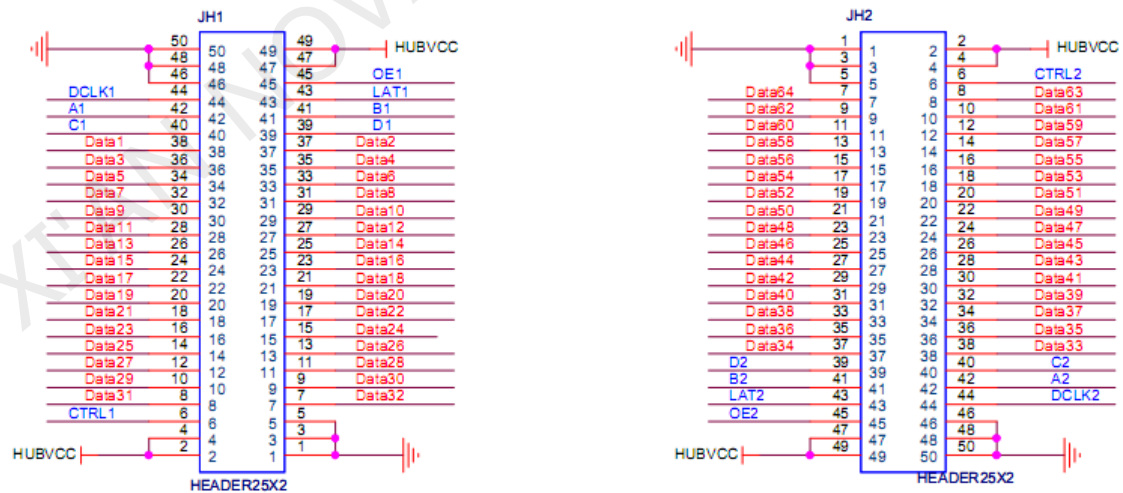 JH1
50 50 49 49 HUBVCC
48 48 47 47
46 46 45 45 OE1
DCLK1 44 44 43 43 LAT1
A1 42 42 41 41 B1
C1 40 40 39 39 D1
Data1 38 38 37 37 Data2
Data3 36 36 35 35 Data4
Data5 34 34 33 33 Data6
Data7 32 32 31 31 Data8
Data9 30 30 29 29 Data10
Data11 28 28 27 27 Data12
Data13 26 26 25 25 Data14
Data15 24 24 23 23 Data16
Data17 22 22 21 21 Data18
Data19 20 20 19 19 Data20
Data21 18 18 17 17 Data22
Data23 16 16 15 15 Data24
Data25 14 14 13 13 Data26
Data27 12 12 11 11 Data28
Data29 10 10 9 9 Data30
Data31 8 8 7 7 Data32
CTRL1 6 6 5 5
4 4 3 3
HUBVCC 2 2 1 1
HEADER25X2
JH2
1 1 2 2 HUBVCC
3 3 4 4
5 5 6 6 CTRL2
Data64 7 7 8 8 Data63
Data62 9 9 10 10 Data61
Data60 11 11 12 12 Data59
Data58 13 13 14 14 Data57
Data56 15 15 16 16 Data55
Data54 17 17 18 18 Data53
Data52 19 19 20 20 Data51
Data50 21 21 22 22 Data49
Data48 23 23 24 24 Data47
Data46 25 25 26 26 Data45
Data44 27 27 28 28 Data43
Data42 29 29 30 30 Data41
Data40 31 31 32 32 Data39
Data38 33 33 34 34 Data37
Data36 35 35 36 36 Data35
Data34 37 37 38 38 Data33
D2 39 39 40 40 C2
B2 41 41 42 42 A2
LAT2 43 43 44 44 DCLK2
OE2 45 45 46 46
47 47 48 48
HUBVCC 49 49 50 50
HEADER25X2
XI'AN NOV